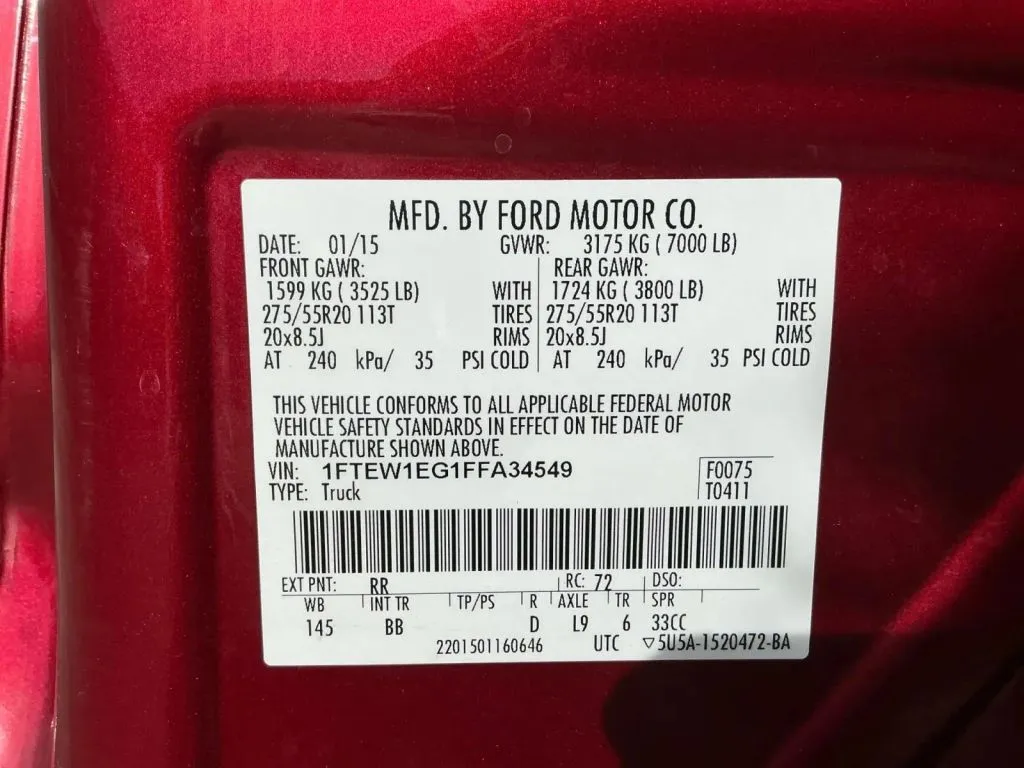 MFD. BY FORD MOTOR CO.
DATE: 01/15 GVWR: 3175 KG ( 7000 LB)
FRONT GAWR: REAR GAWR:
1599 KG ( 3525 LB) WITH 1724 KG ( 3800 LB) WITH
275/55R20 113T TIRES 275/55R20 113T TIRES
20x8.5J RIMS 20x8.5J RIMS
AT 240 kPa/ 35 PSI COLD AT 240 kPa/ 35 PSI COLD
THIS VEHICLE CONFORMS TO ALL APPLICABLE FEDERAL MOTOR
VEHICLE SAFETY STANDARDS IN EFFECT ON THE DATE OF
MANUFACTURE SHOWN ABOVE.
VIN: 1FTEW1EG1FFA34549 F0075
TYPE: Truck T0411
EXT PNT: RR RC: 72 DSO:
WB INT TR TP/PS R AXLE TR SPR
145 BB D L9 6 33CC
2201501160646 UTC ▽5U5A-1520472-BA